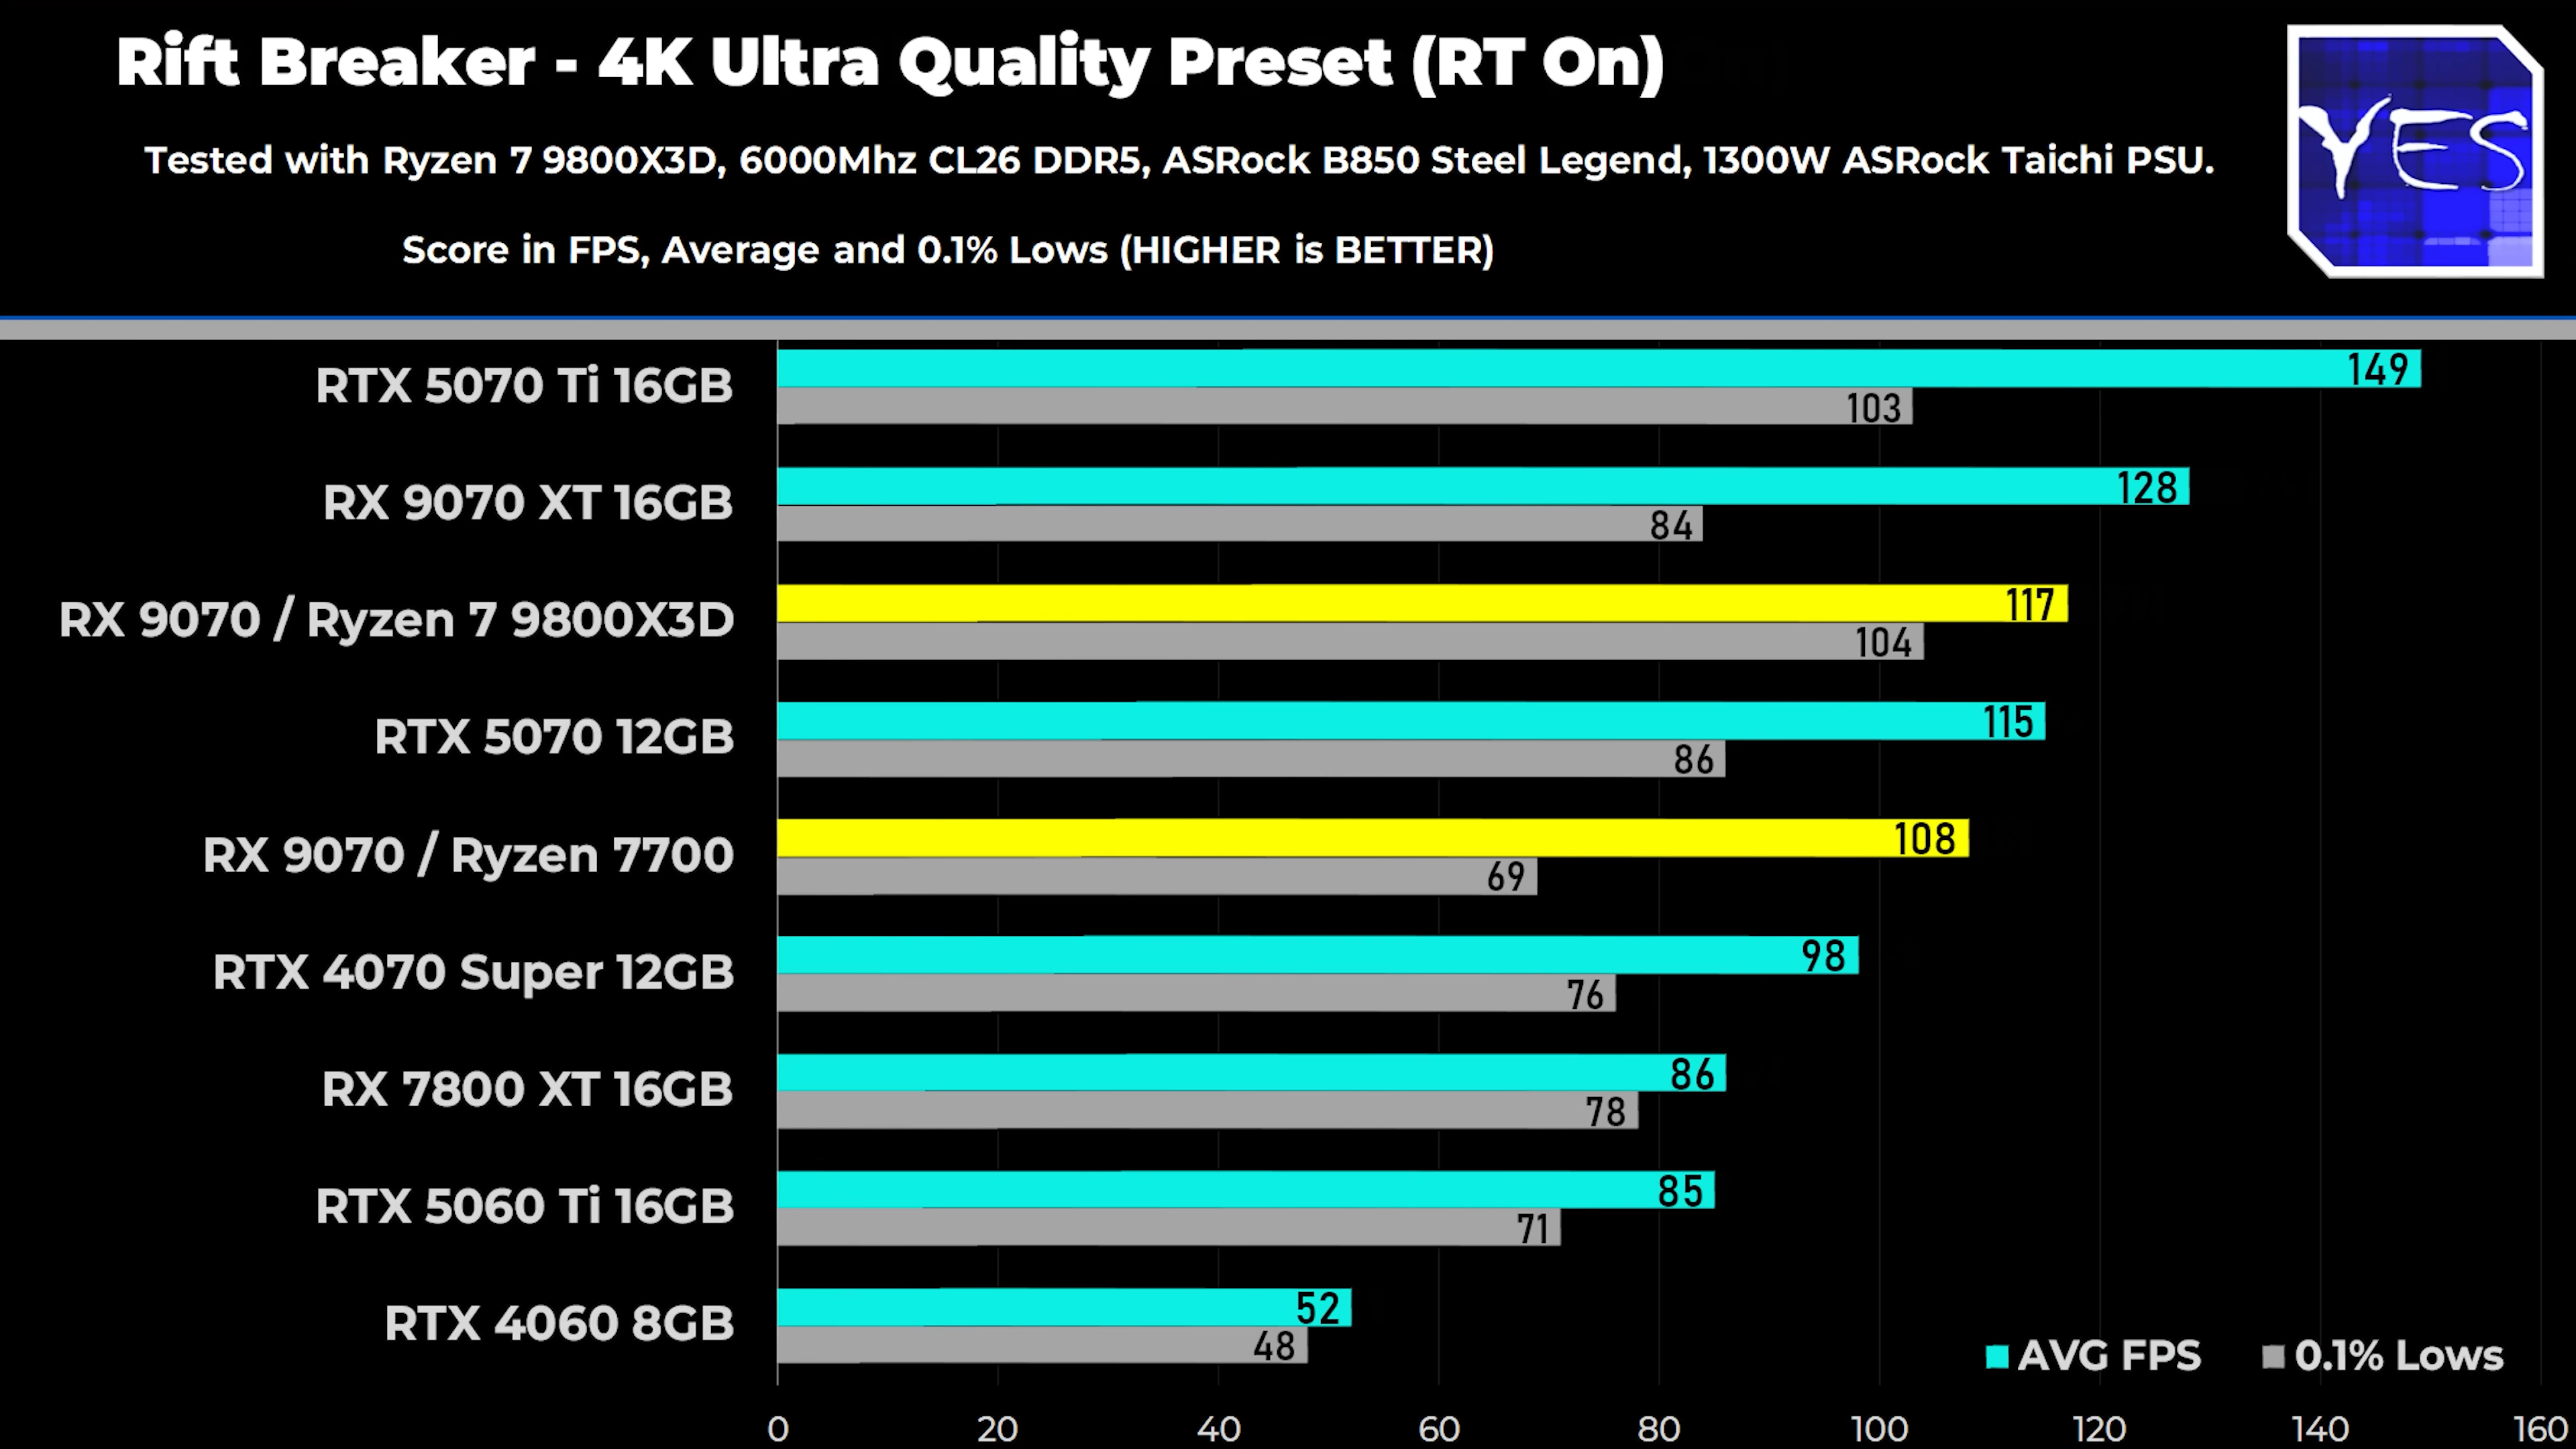 Rift Breaker - 4K Ultra Quality Preset (RT On)
Tested with Ryzen 7 9800X3D, 6000Mhz CL26 DDR5, ASRock B850 Steel Legend, 1300W ASRock Taichi PSU.
Score in FPS, Average and 0.1% Lows (HIGHER is BETTER)
YES
RTX 5070 Ti 16GB
149
103
RX 9070 XT 16GB
128
84
RX 9070 / Ryzen 7 9800X3D
117
104
RTX 5070 12GB
115
86
RX 9070 / Ryzen 7700
108
69
RTX 4070 Super 12GB
98
76
RX 7800 XT 16GB
86
78
RTX 5060 Ti 16GB
85
71
RTX 4060 8GB
52
48
AVG FPS 0.1% Lows
0 20 40 60 80 100 120 140 160